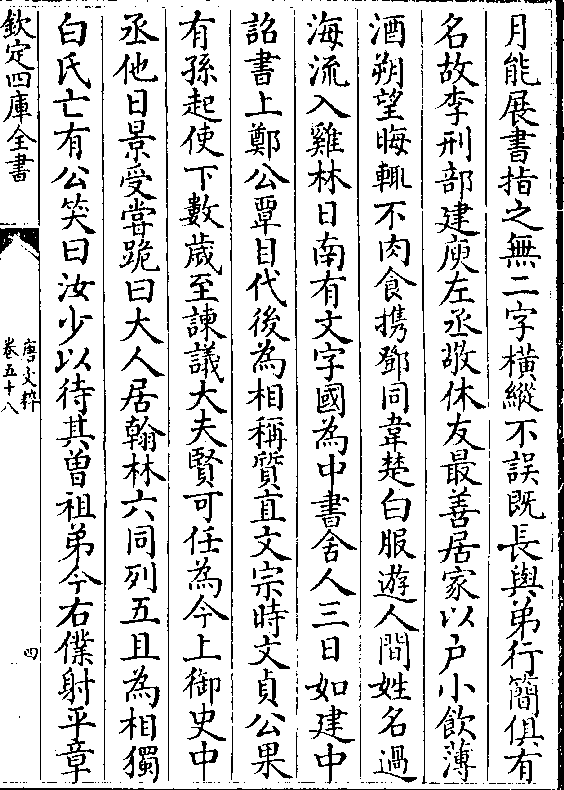 月能展書指之無二字橫縱不誤既長與弟行簡俱有
名故李刑部建庾左丞敬休友最善居家以戶小飲薄
酒朔望晦輒不肉食攜鄧同韋楚白服遊人間姓名過
海流入雞林日南有文字國為中書舍人三日如建中
詔書上鄭公覃自代後為相稱質直文宗時文貞公果
有孫起使下數歲至諫議大夫賢可任為今上御史中
丞他日景受嘗跪曰大人居翰林六同列五且為相獨
白氏亡有公笑曰汝少以待其曾祖弟今右僕射平章
欽定四庫全書
唐文粹
卷五十八
四